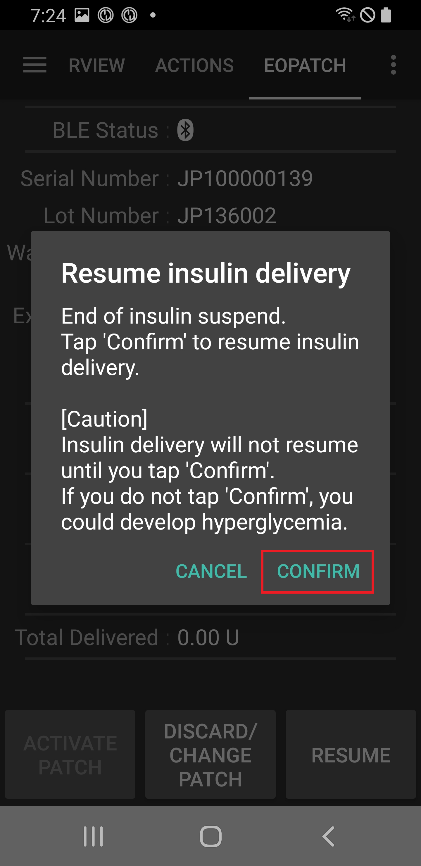 7:24
RVIEW ACTIONS EOPATCH
BLE Status :
Serial Number : JP100000139
Lot Number : JP136002
Wa
Resume insulin delivery
End of insulin suspend.
Ex
Tap 'Confirm' to resume insulin
delivery.
[Caution]
Insulin delivery will not resume
until you tap 'Confirm'.
If you do not tap 'Confirm', you
could develop hyperglycemia.
CANCEL CONFIRM
Total Delivered : 0.00 U
ACTIVATE
PATCH
DISCARD/
CHANGE
PATCH
RESUME